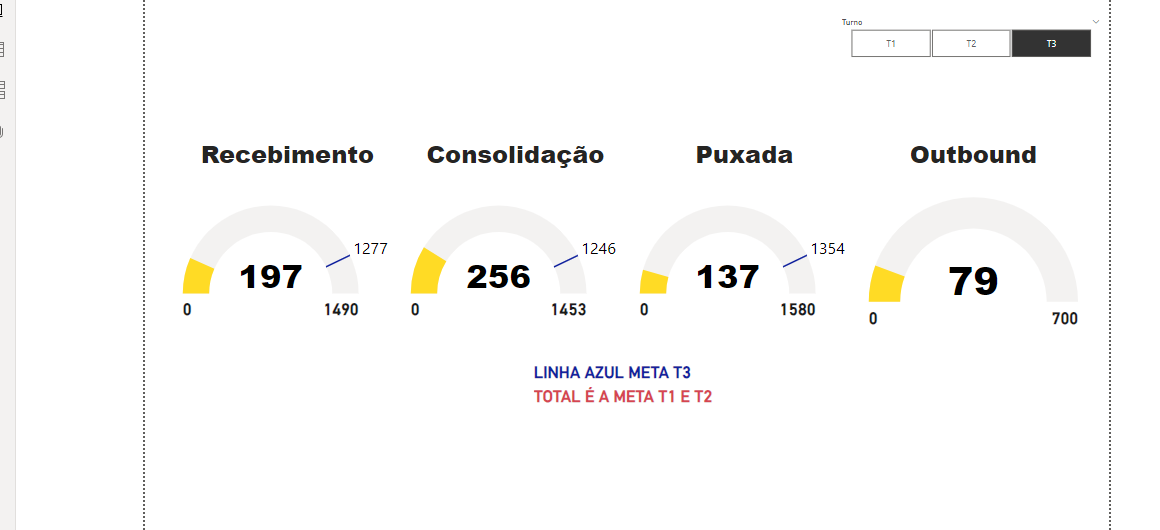 Turno
T1 T2 T3
Recebimento Consolidação Puxada Outbound
1277 1246 1354
197 256 137 79
0 1490 0 1453 0 1580 0 700
LINHA AZUL META T3
TOTAL É A META T1 E T2